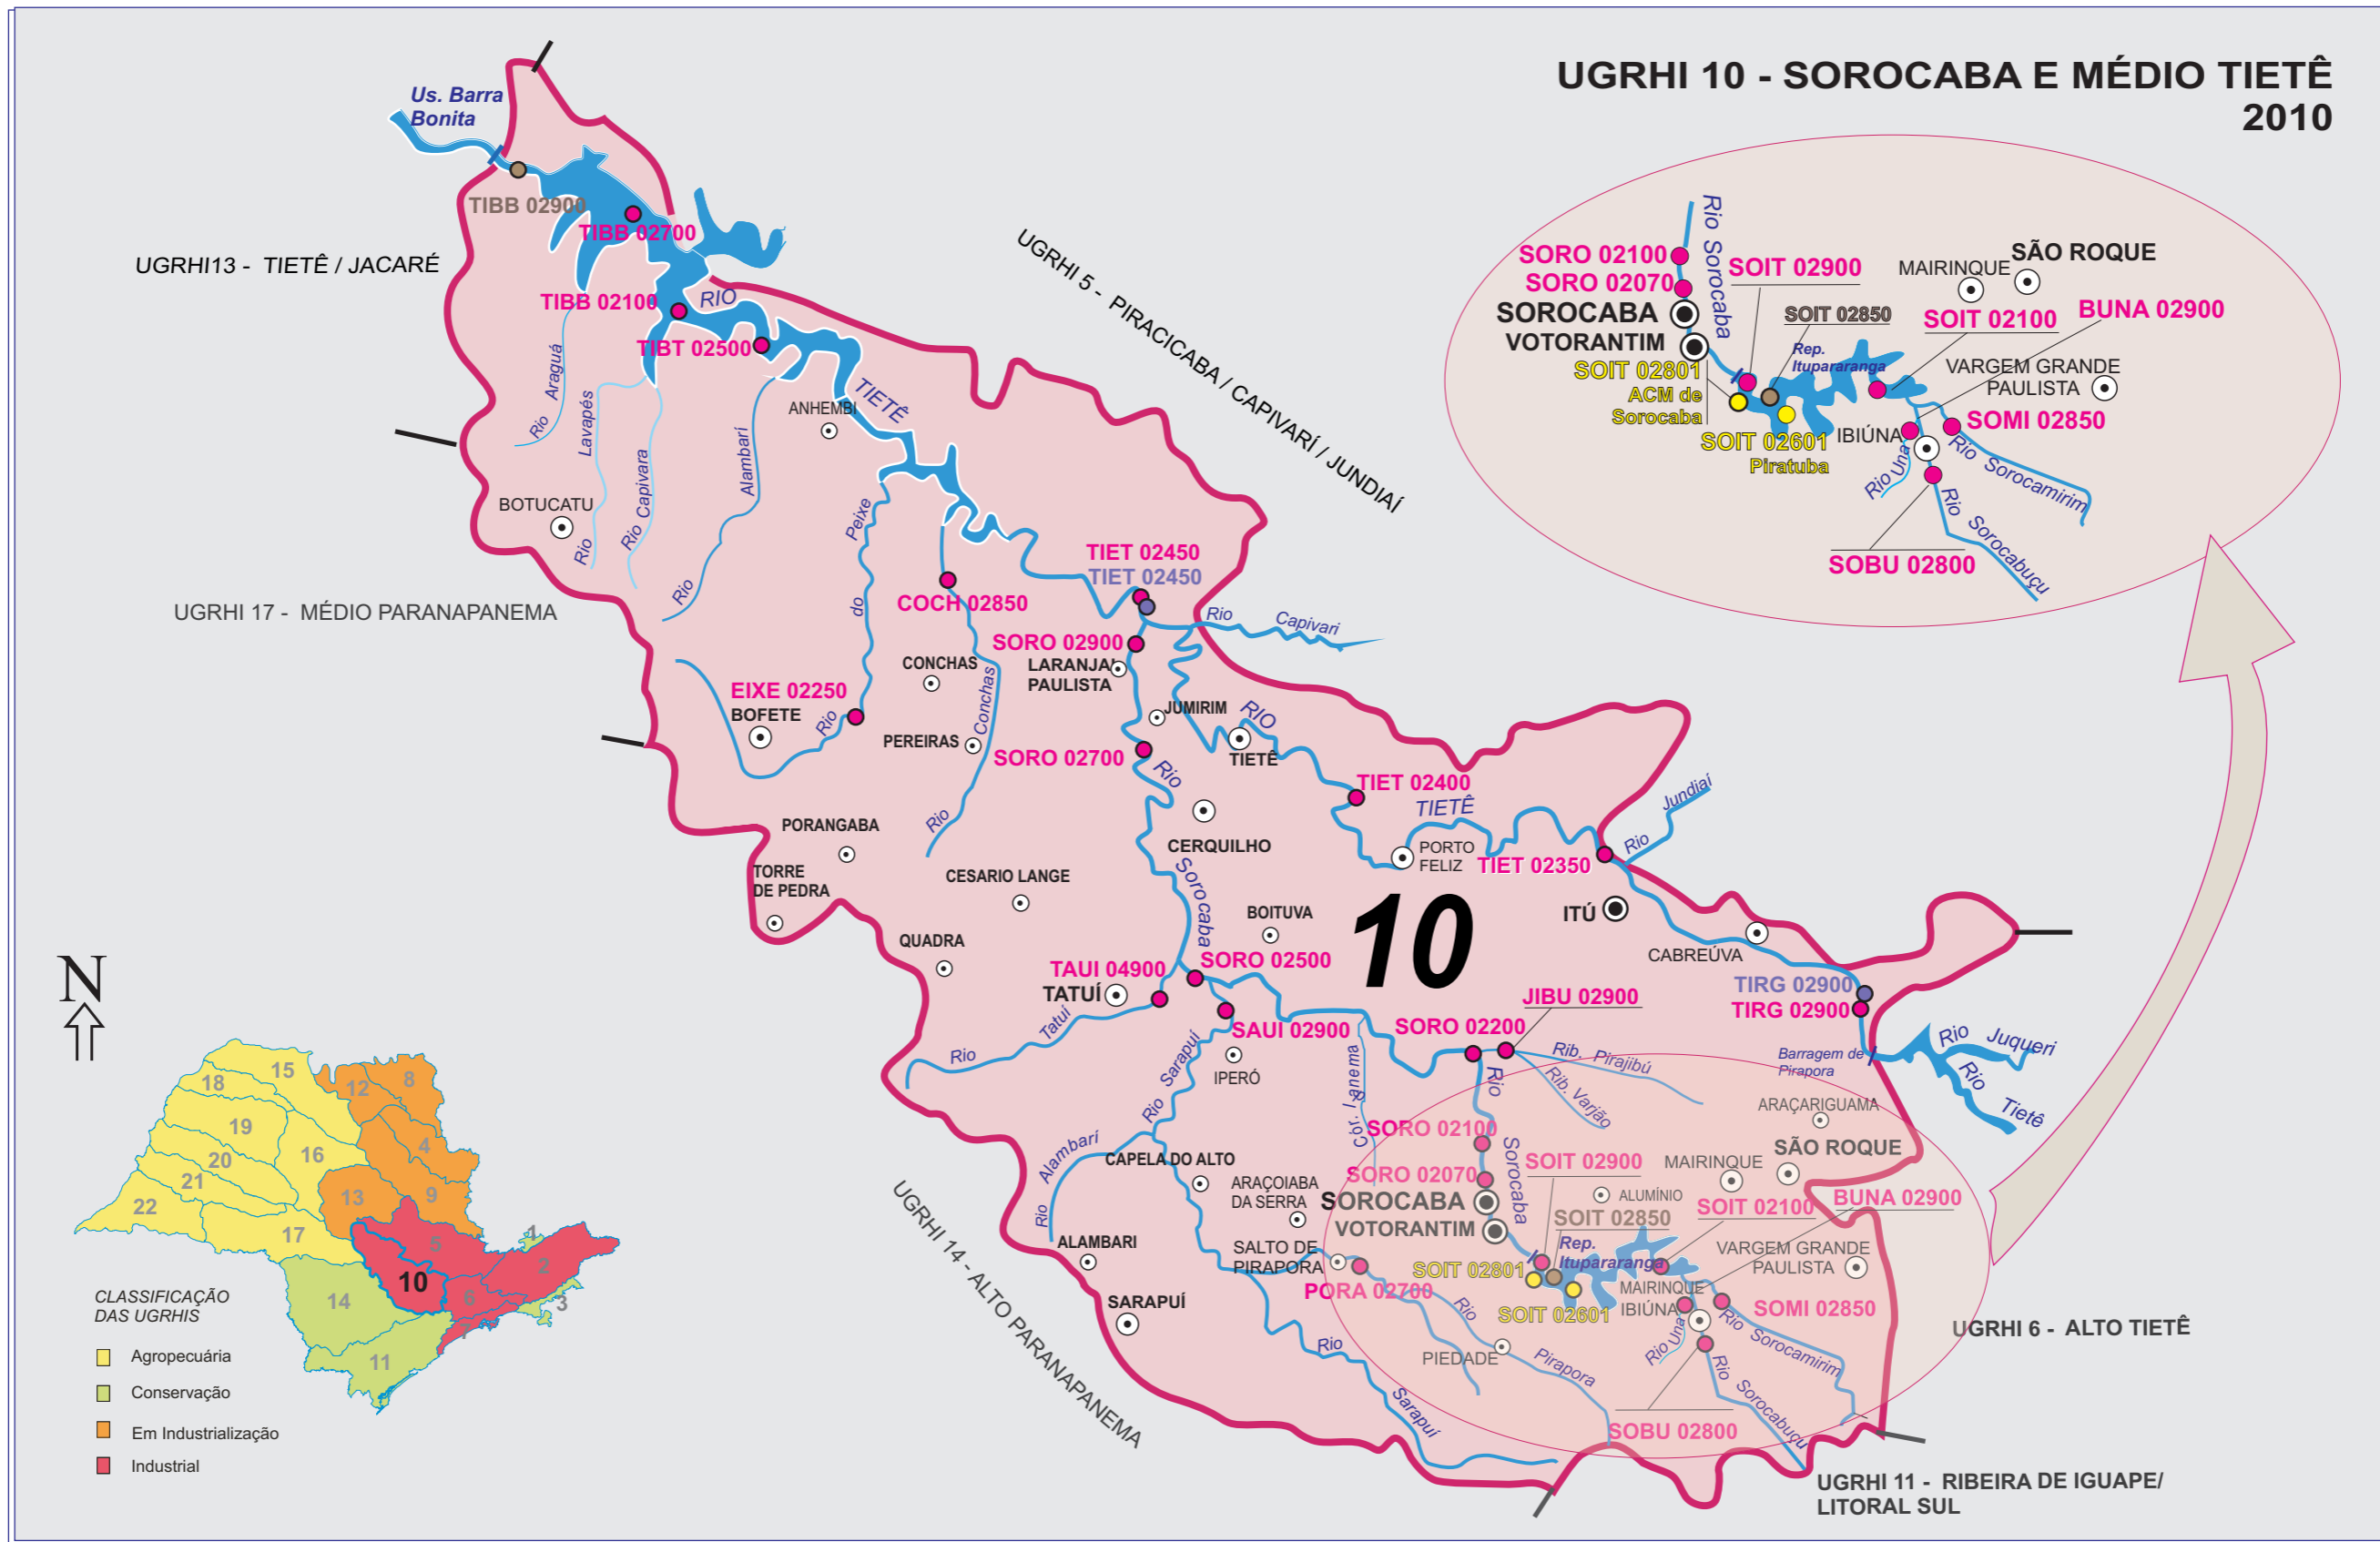 UGRHI 10 - SOROCABA E MÉDIO TIETÊ
2010
Us. Barra
Bonita
TIBB 02900
TIBB 02700
UGRHI13 - TIETÊ / JACARÉ
TIBB 02100
RIO
TIBT 02500
TIETÊ
ANHEMBI
Rio Araguá
Rio Lavapés
Rio Capivara
Rio Alambarí
BOTUCATU
UGRHI 5 - PIRACICABA / CAPIVARÍ / JUNDIAÍ
UGRHI 17 - MÉDIO PARANAPANEMA
Rio do Peixe
COCH 02850
TIET 02450
TIET 02450
Rio Capivari
SORO 02900
LARANJAL
PAULISTA
CONCHAS
EIXE 02250
BOFETE
PEREIRAS
Rio Conchas
JUMIRIM
SORO 02700
RIO
TIETÊ
TIET 02400
TIETÊ
Rio Jundiaí
PORTO
FELIZ
TIET 02350
CERQUILHO
PORANGABA
TORRE
DE PEDRA
CESARIO LANGE
Rio Sorocaba
BOITUVA
10
ITÚ
CABREÚVA
QUADRA
TAUI 04900
TATUÍ
SORO 02500
TIRG 02900
TIRG 02900
SAUI 02900
IPERÓ
Rio Tatuí
Rio Sarapuí
SORO 02200
JIBU 02900
Rib. Pirajibú
Rib. Varjão
Barragem de
Pirapora
Rio Juqueri
Rio Tietê
ARAÇARIGUAMA
SÃO ROQUE
MAIRINQUE
Cór. Ipanema
Rio Sorocaba
SORO 02100
SORO 02070
SOROCABA
VOTORANTIM
SOIT 02900
SOIT 02850
ALUMÍNIO
SOIT 02100
BUNA 02900
Rep.
Itupararanga
VARGEM GRANDE
PAULISTA
SOIT 02801
SOIT 02601
MAIRINQUE
IBIÚNA
SOMI 02850
Rio Una
Rio Sorocamirim
Rio Sorocabuçu
SOBU 02800
CAPELA DO ALTO
ARAÇOIABA
DA SERRA
Rio Alambarí
ALAMBARI
SARAPUÍ
SALTO DE
PIRAPORA
PORA 02700
Rio Pirapora
PIEDADE
Rio Sarapuí
UGRHI 14 - ALTO PARANAPANEMA
UGRHI 6 - ALTO TIETÊ
UGRHI 11 - RIBEIRA DE IGUAPE/
LITORAL SUL
Rio Sorocaba
SORO 02100
SORO 02070
SOROCABA
VOTORANTIM
SOIT 02900
SOIT 02850
MAIRINQUE
SÃO ROQUE
SOIT 02100
BUNA 02900
Rep.
Itupararanga
VARGEM GRANDE
PAULISTA
SOIT 02801
ACM de
Sorocaba
SOIT 02601
Piratuba
IBIÚNA
SOMI 02850
Rio Una
Rio Sorocamirim
Rio Sorocabuçu
SOBU 02800
N
15
18
12
8
19
4
20
16
21
13
9
22
17
5
1
2
10
6
14
3
7
11
CLASSIFICAÇÃO
DAS UGRHIS
Agropecuária
Conservação
Em Industrialização
Industrial